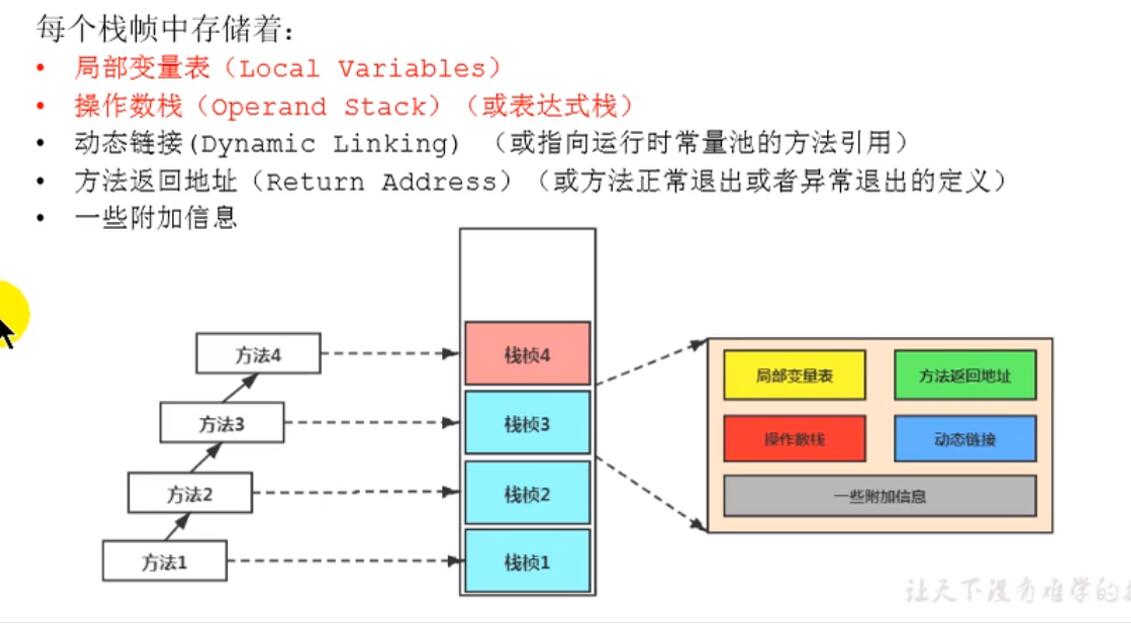 每个栈帧中存储着：
• 局部变量表（Local Variables）
• 操作数栈（Operand Stack）（或表达式栈）
• 动态链接(Dynamic Linking) （或指向运行时常量池的方法引用）
• 方法返回地址（Return Address）（或方法正常退出或者异常退出的定义）
• 一些附加信息
方法4
栈桢4
方法3
栈桢3
方法2
栈桢2
方法1
栈桢1
局部变量表
方法返回地址
操作数栈
动态链接
一些附加信息
让天下没有难学的